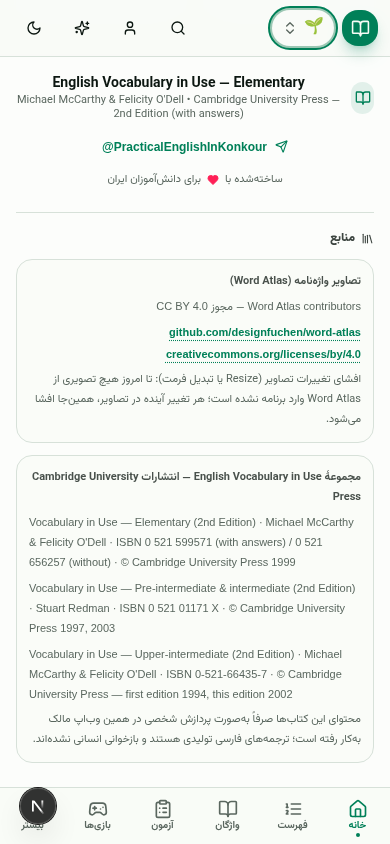 English Vocabulary in Use — Elementary
Michael McCarthy & Felicity O'Dell • Cambridge University Press —
2nd Edition (with answers)
@PracticalEnglishInKonkour
ساخته‌شده با ❤ برای دانش‌آموزان ایران
منابع
تصاویر واژه‌نامه (Word Atlas)
Word Atlas contributors — مجوز CC BY 4.0
github.com/designfuchen/word-atlas
creativecommons.org/licenses/by/4.0
افشای تغییرات تصاویر (Resize یا تبدیل فرمت): تا امروز هیچ تصویری از
Word Atlas وارد برنامه نشده است؛ هر تغییر آینده در تصاویر، همین‌جا افشا
می‌شود.
مجموعهٔ English Vocabulary in Use — انتشارات Cambridge University
Press
Vocabulary in Use — Elementary (2nd Edition) · Michael McCarthy
& Felicity O'Dell · ISBN 0 521 599571 (with answers) / 0 521
656257 (without) · © Cambridge University Press 1999
Vocabulary in Use — Pre-intermediate & intermediate (2nd Edition)
· Stuart Redman · ISBN 0 521 01171 X · © Cambridge University
Press 1997, 2003
Vocabulary in Use — Upper-intermediate (2nd Edition) · Michael
McCarthy & Felicity O'Dell · ISBN 0-521-66435-7 · © Cambridge
University Press — first edition 1994, this edition 2002
محتوای این کتاب‌ها صرفاً به‌صورت پردازش شخصی در همین وب‌اپ مالک
به‌کار رفته است؛ ترجمه‌های فارسی تولیدی هستند و بازخوانی انسانی نشده‌اند.
خانه
فهرست
واژگان
آزمون
بازی‌ها
بیشتر
N